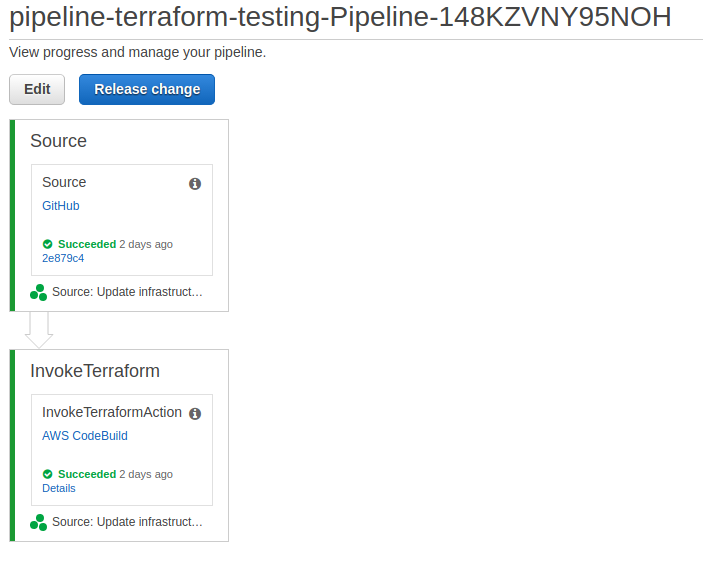 pipeline-terraform-testing-Pipeline-148KZVNY95NOH
View progress and manage your pipeline.
Edit
Release change
Source
Source
GitHub
Succeeded 2 days ago
2e879c4
Source: Update infrastruct...
InvokeTerraform
InvokeTerraformAction
AWS CodeBuild
Succeeded 2 days ago
Details
Source: Update infrastruct...